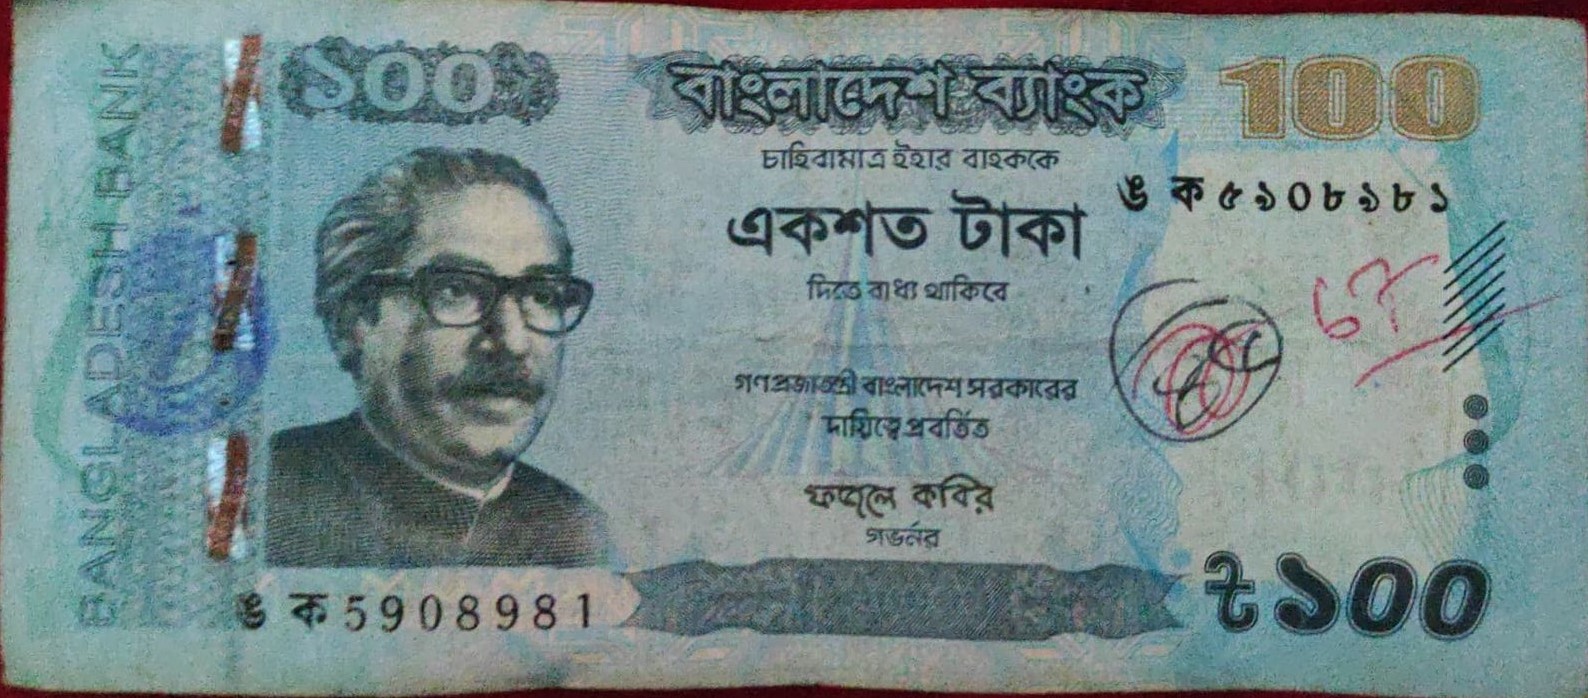 BANGLADESH BANK
১০০
বাংলাদেশ ব্যাংক
100
চাহিবামাত্র ইহার বাহককে
ঙ ক ৫৯০৮৯৮১
একশত টাকা
দিতে বাধ্য থাকিবে
67
গণপ্রজাতন্ত্রী বাংলাদেশ সরকারের
দায়িত্বে প্রবর্তিত
ফজলে কবির
গভর্নর
ঙ ক 5908981
৳১০০